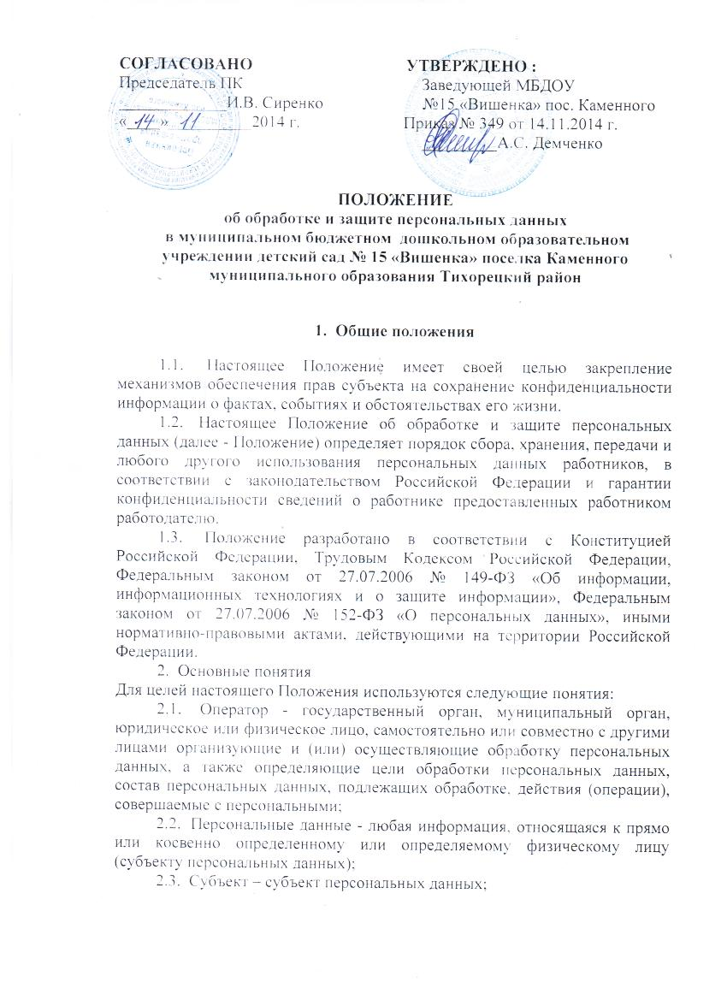 СОГЛАСОВАНО
Председатель ПК
_____________И.В. Сиренко
« 14 » 11 2014 г.
УТВЕРЖДЕНО :
Заведующей МБДОУ
№15 «Вишенка» пос. Каменного
Приказ № 349 от 14.11.2014 г.
_________А.С. Демченко
ПОЛОЖЕНИЕ
об обработке и защите персональных данных
в муниципальном бюджетном дошкольном образовательном
учреждении детский сад № 15 «Вишенка» поселка Каменного
муниципального образования Тихорецкий район
1. Общие положения
1.1. Настоящее Положение имеет своей целью закрепление
механизмов обеспечения прав субъекта на сохранение конфиденциальности
информации о фактах, событиях и обстоятельствах его жизни.
1.2. Настоящее Положение об обработке и защите персональных
данных (далее - Положение) определяет порядок сбора, хранения, передачи и
любого другого использования персональных данных работников, в
соответствии с законодательством Российской Федерации и гарантии
конфиденциальности сведений о работнике предоставленных работником
работодателю.
1.3. Положение разработано в соответствии с Конституцией
Российской Федерации, Трудовым Кодексом Российской Федерации,
Федеральным законом от 27.07.2006 № 149-ФЗ «Об информации,
информационных технологиях и о защите информации», Федеральным
законом от 27.07.2006 № 152-ФЗ «О персональных данных», иными
нормативно-правовыми актами, действующими на территории Российской
Федерации.
2. Основные понятия
Для целей настоящего Положения используются следующие понятия:
2.1. Оператор - государственный орган, муниципальный орган,
юридическое или физическое лицо, самостоятельно или совместно с другими
лицами организующие и (или) осуществляющие обработку персональных
данных, а также определяющие цели обработки персональных данных,
состав персональных данных, подлежащих обработке, действия (операции),
совершаемые с персональными;
2.2. Персональные данные - любая информация, относящаяся к прямо
или косвенно определенному или определяемому физическому лицу
(субъекту персональных данных);
2.3. Субъект – субъект персональных данных;